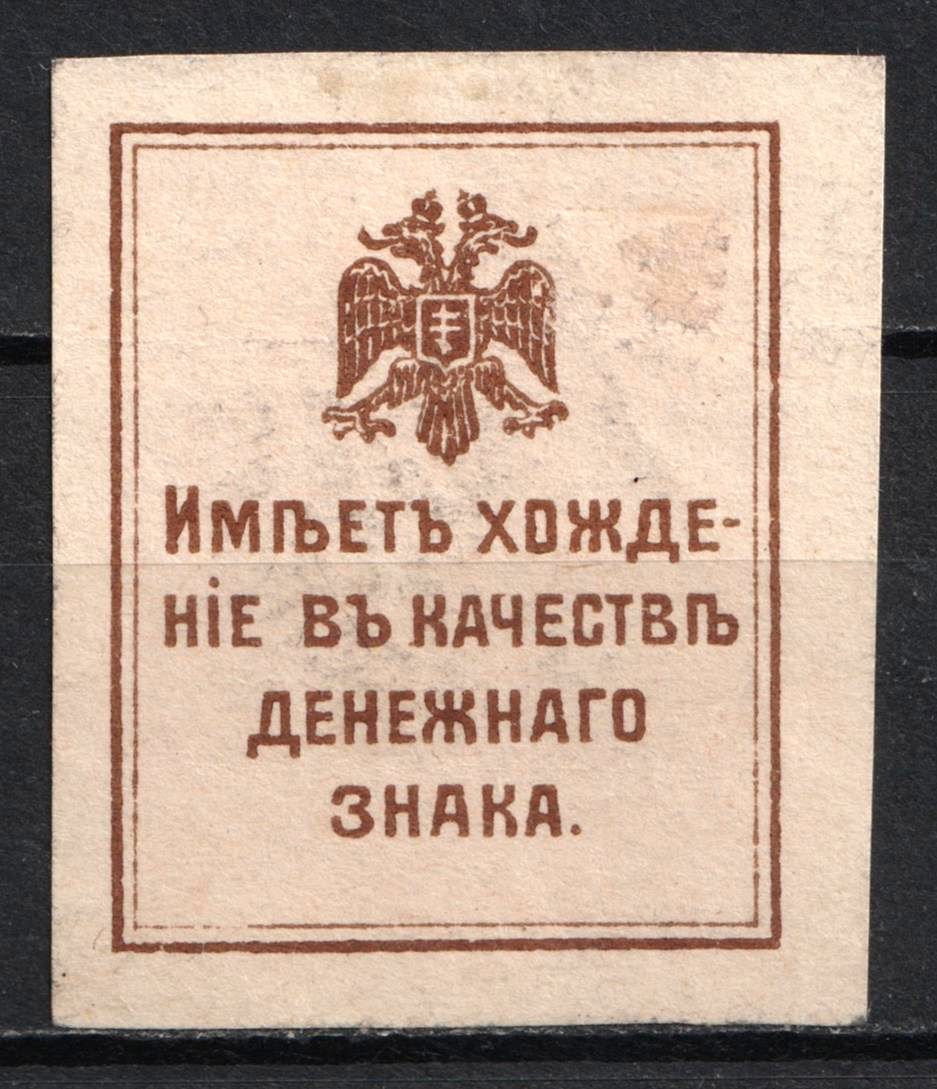 Имѣетъ хожде-
ніе въ качествѣ
денежнаго
знака.